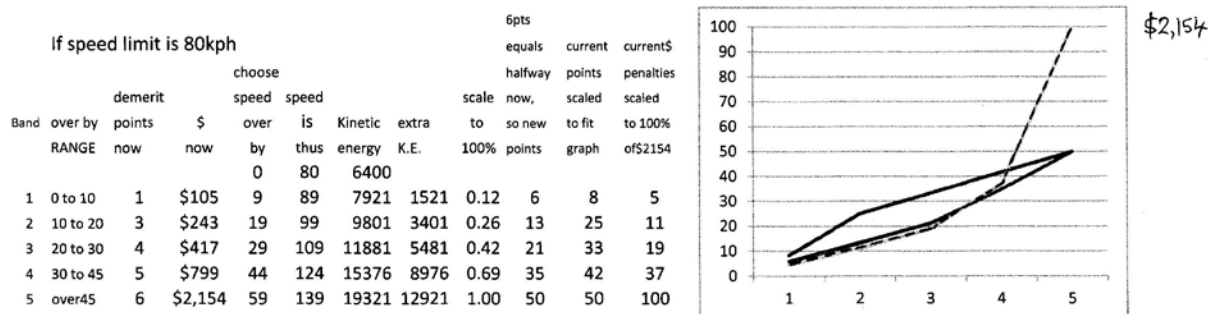 6pts
If speed limit is 80kph equals current current$
choose halfway points penalties
demerit speed speed scale now, scaled scaled
Band over by points $ over is Kinetic extra to so new to fit to 100%
RANGE now now by thus energy K.E. 100% points graph of$2154
0 80 6400
1 0 to 10 1 $105 9 89 7921 1521 0.12 6 8 5
2 10 to 20 3 $243 19 99 9801 3401 0.26 13 25 11
3 20 to 30 4 $417 29 109 11881 5481 0.42 21 33 19
4 30 to 45 5 $799 44 124 15376 8976 0.69 35 42 37
5 over45 6 $2,154 59 139 19321 12921 1.00 50 50 100
100
90
80
70
60
50
40
30
20
10
0
1 2 3 4 5
$2,154